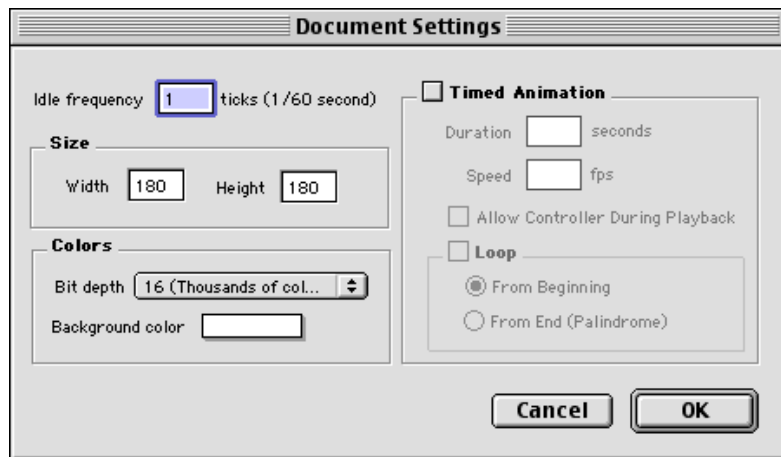 Document Settings
Idle frequency 1 ticks (1/60 second)
Size
Width 180 Height 180
Colors
Bit depth 16 (Thousands of col...
Background color
Timed Animation
Duration seconds
Speed fps
Allow Controller During Playback
Loop
From Beginning
From End (Palindrome)
Cancel OK